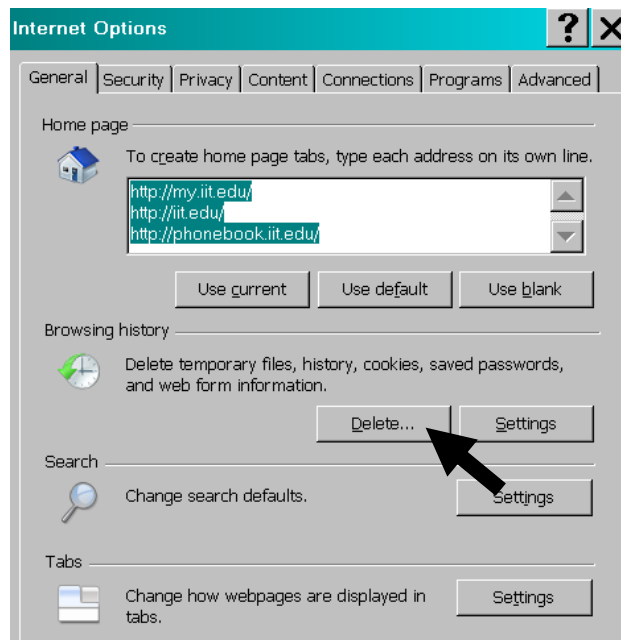 Internet Options ? X
General Security Privacy Content Connections Programs Advanced
Home page
To create home page tabs, type each address on its own line.
http://my.iit.edu/
http://iit.edu/
http://phonebook.iit.edu/
Use current Use default Use blank
Browsing history
Delete temporary files, history, cookies, saved passwords,
and web form information.
Delete... Settings
Search
Change search defaults. Settings
Tabs
Change how webpages are displayed in Settings
tabs.